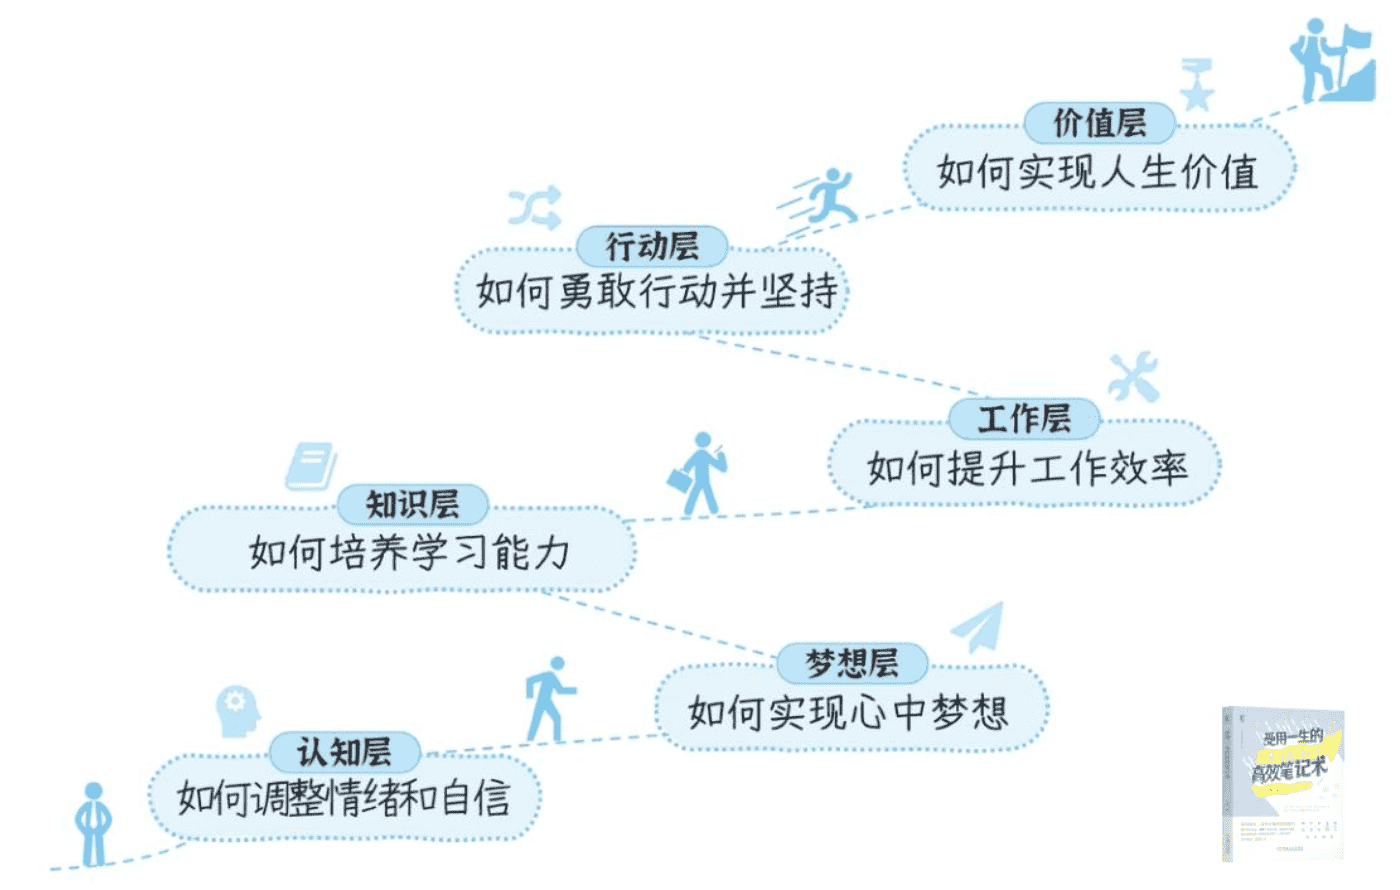 价值层
如何实现人生价值
行动层
如何勇敢行动并坚持
工作层
如何提升工作效率
知识层
如何培养学习能力
梦想层
如何实现心中梦想
认知层
如何调整情绪和自信
受用一生的
高效笔记术